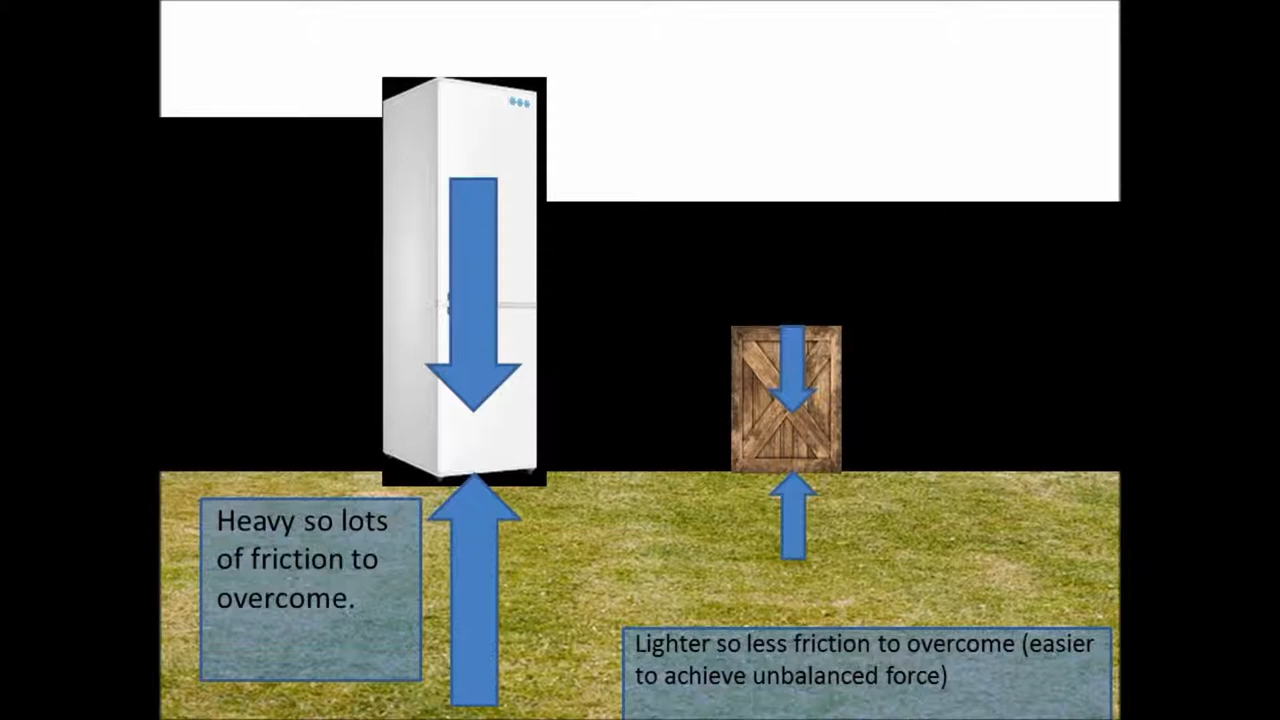 Heavy so lots
of friction to
overcome.
Lighter so less friction to overcome (easier
to achieve unbalanced force)